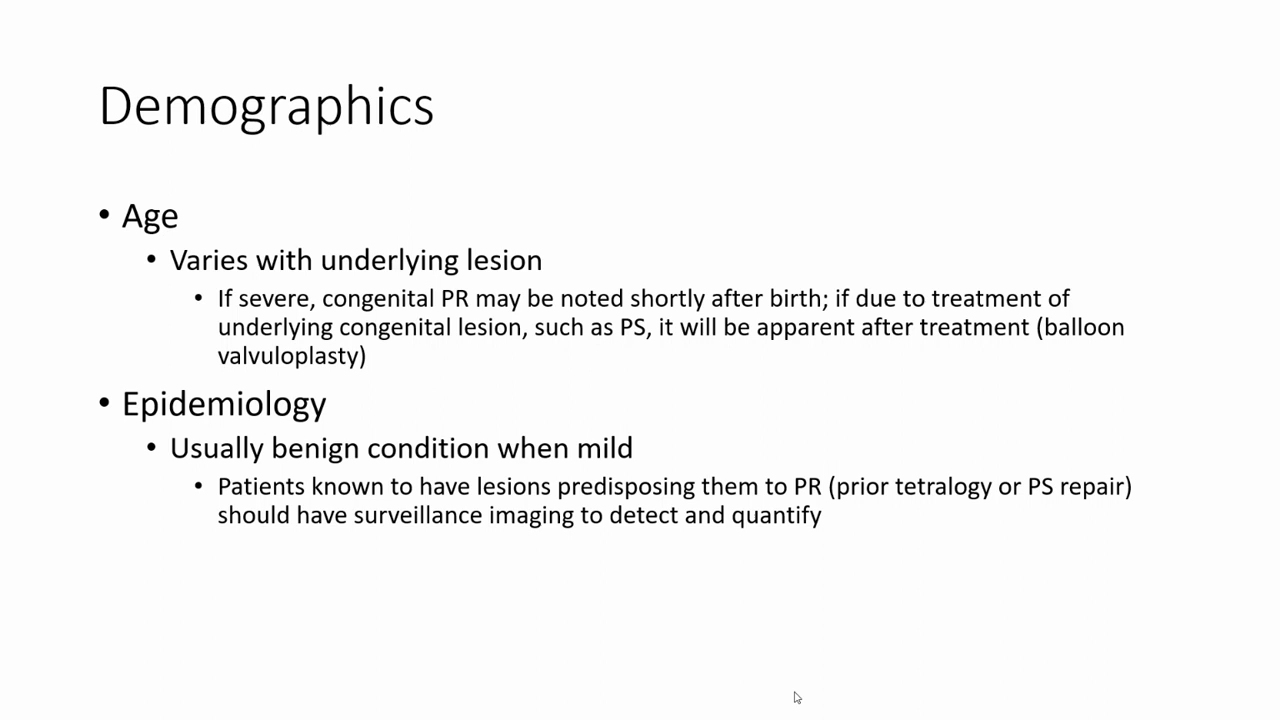 Demographics
• Age
• Varies with underlying lesion
• If severe, congenital PR may be noted shortly after birth; if due to treatment of
underlying congenital lesion, such as PS, it will be apparent after treatment (balloon
valvuloplasty)
• Epidemiology
• Usually benign condition when mild
• Patients known to have lesions predisposing them to PR (prior tetralogy or PS repair)
should have surveillance imaging to detect and quantify